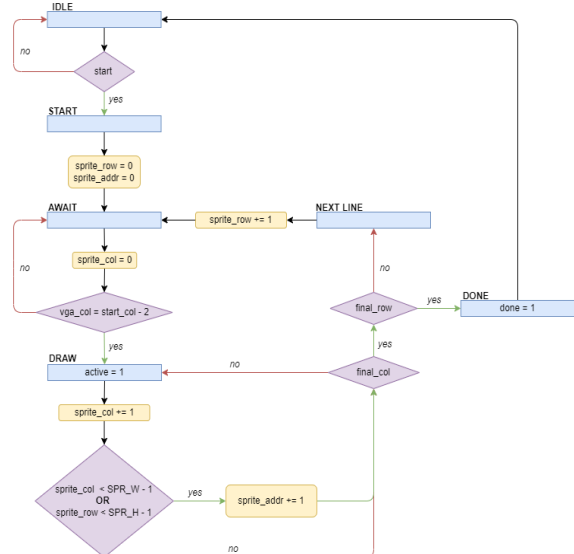 IDLE
no
start
yes
START
sprite_row = 0
sprite_addr = 0
AWAIT
sprite_row += 1
NEXT LINE
sprite_col = 0
no
no
vga_col = start_col - 2
final_row
yes
DONE
done = 1
yes
yes
DRAW
active = 1
no
final_col
sprite_col += 1
sprite_col < SPR_W - 1
OR
sprite_row < SPR_H - 1
yes
sprite_addr += 1
no